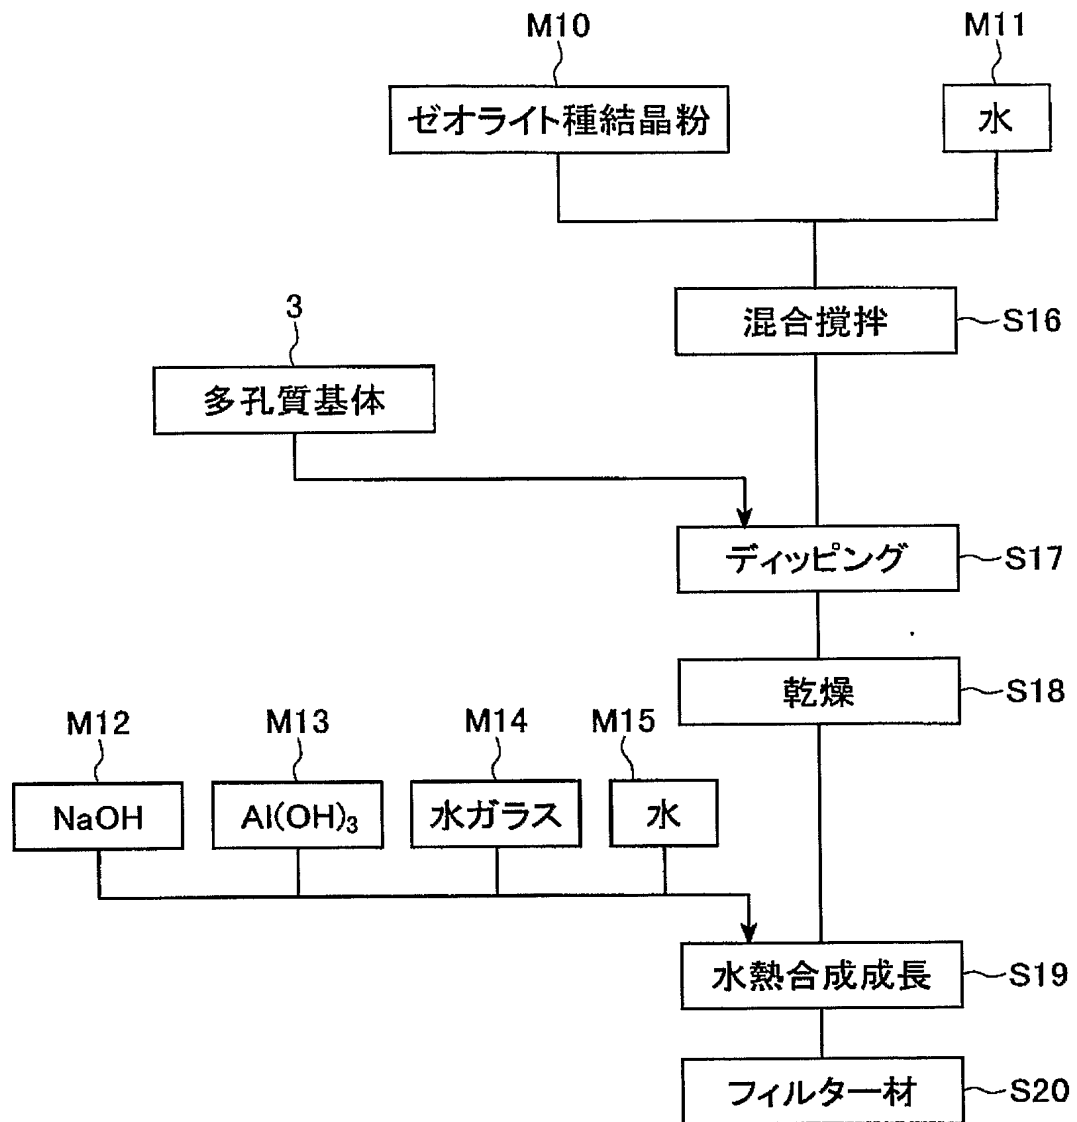 M10
M11
ゼオライト種結晶粉
水
混合撹拌
S16
3
多孔質基体
ディッピング
S17
乾燥
S18
M12
M13
M14
M15
NaOH
Al(OH)₃
水ガラス
水
水熱合成成長
S19
フィルター材
S20